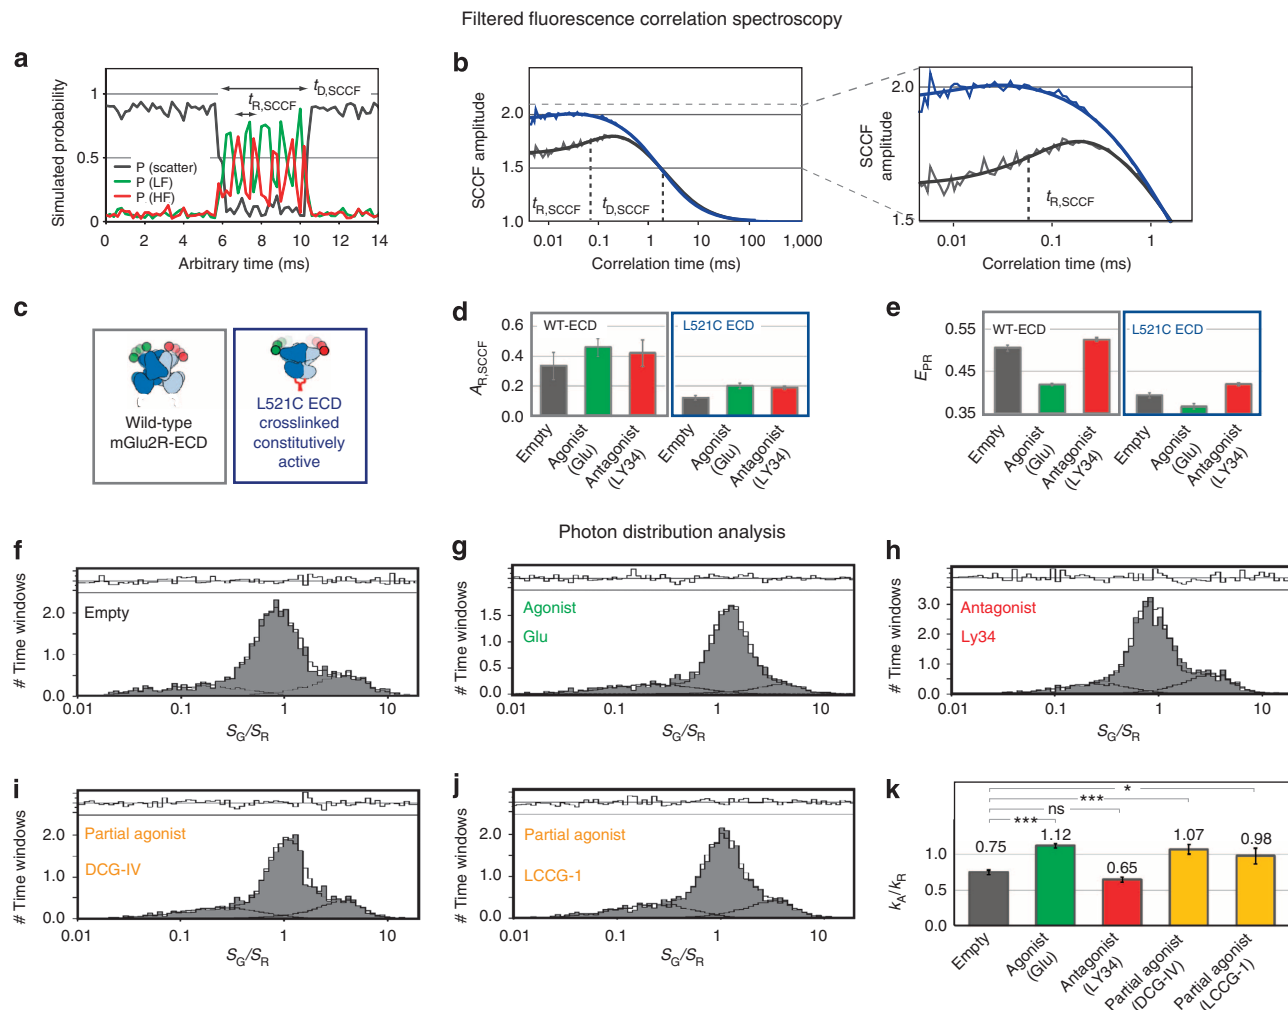 Filtered fluorescence correlation spectroscopy
a
Simulated probability
1
0.5
0
t_D,SCCF
t_R,SCCF
P (scatter)
P (LF)
P (HF)
0 2 4 6 8 10 12 14
Arbitrary time (ms)
b
SCCF amplitude
2.0
1.5
1.0
t_R,SCCF
t_D,SCCF
0.01 0.1 1 10 100 1,000
Correlation time (ms)
SCCF
amplitude
2.0
1.5
t_R,SCCF
0.01 0.1 1
Correlation time (ms)
c
Wild-type
mGlu2R-ECD
L521C ECD
crosslinked
constitutively
active
d
A_R,SCCF
0.6
0.4
0.2
0.0
WT-ECD
L521C ECD
Empty
Agonist
(Glu)
Antagonist
(LY34)
Empty
Agonist
(Glu)
Antagonist
(LY34)
e
E_PR
0.55
0.45
0.35
WT-ECD
L521C ECD
Empty
Agonist
(Glu)
Antagonist
(LY34)
Empty
Agonist
(Glu)
Antagonist
(LY34)
Photon distribution analysis
f
# Time windows
2.0
1.0
0.0
Empty
0.01 0.1 1 10
S_G/S_R
g
# Time windows
1.5
1.0
0.5
0.0
Agonist
Glu
0.01 0.1 1 10
S_G/S_R
h
# Time windows
3.0
2.0
1.0
0.0
Antagonist
Ly34
0.01 0.1 1 10
S_G/S_R
i
# Time windows
2.0
1.0
0.0
Partial agonist
DCG-IV
0.01 0.1 1 10
S_G/S_R
j
# Time windows
2.0
1.0
0.0
Partial agonist
LCCG-1
0.01 0.1 1 10
S_G/S_R
k
k_A/k_R
1.0
0.5
0.0
*
***
ns
***
0.75
1.12
0.65
1.07
0.98
Empty
Agonist
(Glu)
Antagonist
(LY34)
Partial agonist
(DCG-IV)
Partial agonist
(LCCG-1)